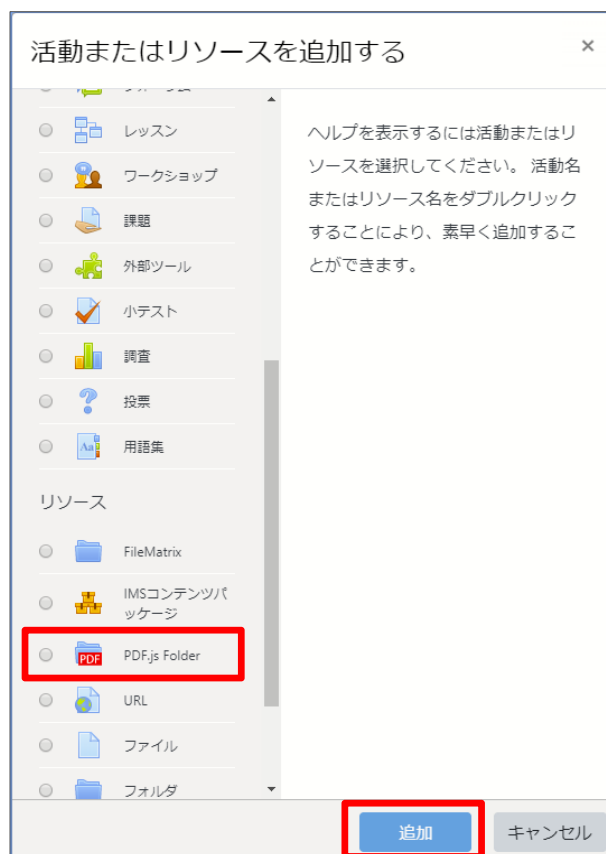 活動またはリソースを追加する
×
レッスン
ワークショップ
課題
外部ツール
小テスト
調査
投票
用語集
リソース
FileMatrix
IMSコンテンツパ
ッケージ
PDF
PDF.js Folder
URL
ファイル
フォルダ
ヘルプを表示するには活動またはリ
ソースを選択してください。 活動名
またはリソース名をダブルクリック
することにより、素早く追加するこ
とができます。
追加
キャンセル